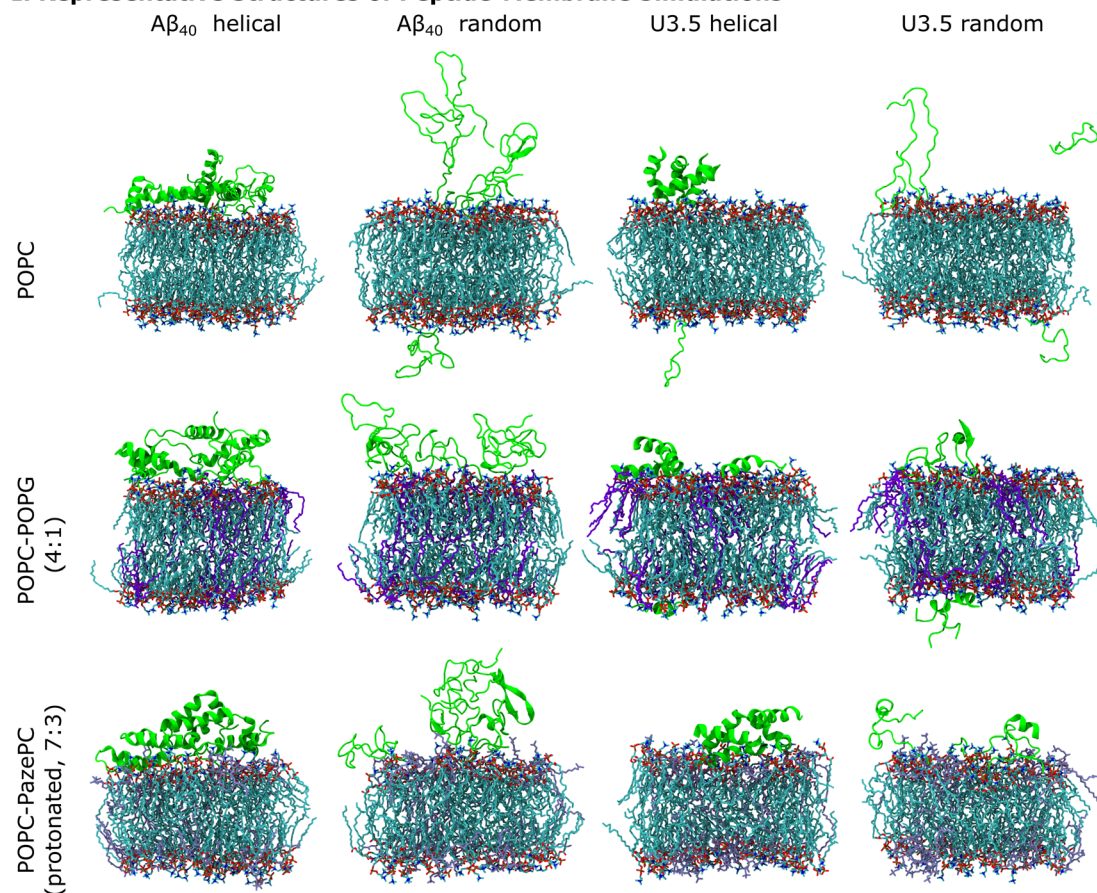 Aβ₄₀ helical
Aβ₄₀ random
U3.5 helical
U3.5 random
POPC
POPC-POPG
(4:1)
POPC-PazePC
(protonated, 7:3)